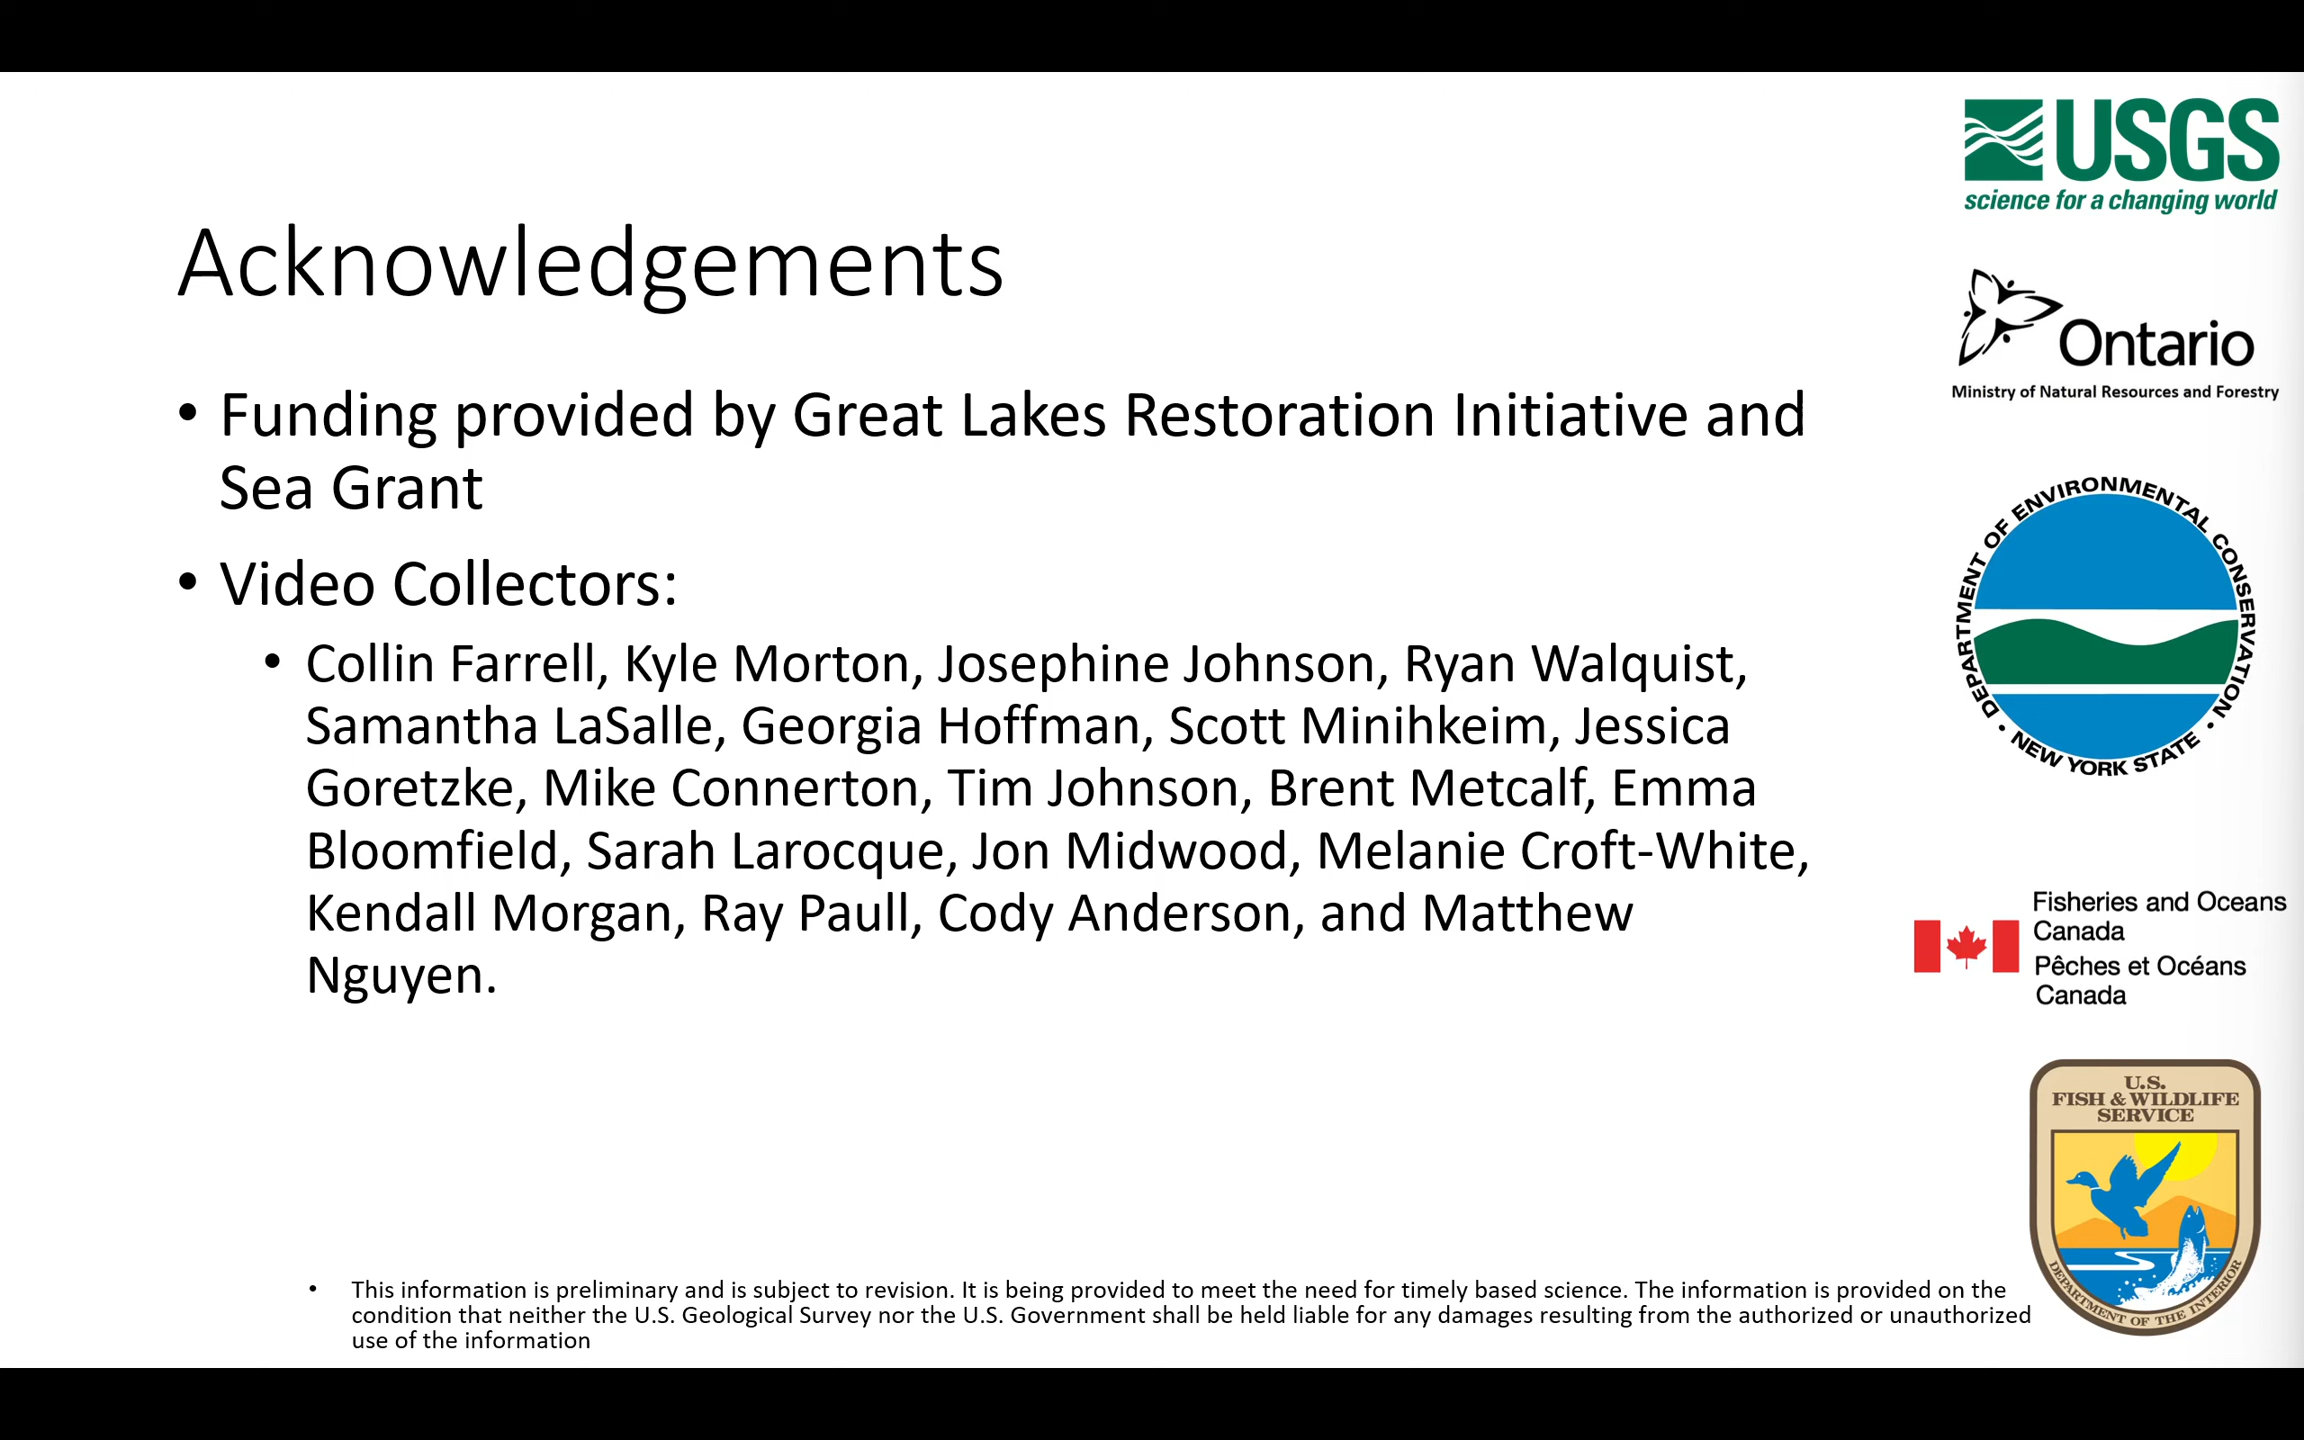 Acknowledgements
• Funding provided by Great Lakes Restoration Initiative and
Sea Grant
• Video Collectors:
• Collin Farrell, Kyle Morton, Josephine Johnson, Ryan Walquist,
Samantha LaSalle, Georgia Hoffman, Scott Minihkeim, Jessica
Goretzke, Mike Connerton, Tim Johnson, Brent Metcalf, Emma
Bloomfield, Sarah Larocque, Jon Midwood, Melanie Croft-White,
Kendall Morgan, Ray Paull, Cody Anderson, and Matthew
Nguyen.
• This information is preliminary and is subject to revision. It is being provided to meet the need for timely based science. The information is provided on the
condition that neither the U.S. Geological Survey nor the U.S. Government shall be held liable for any damages resulting from the authorized or unauthorized
use of the information
USGS
science for a changing world
Ontario
Ministry of Natural Resources and Forestry
DEPARTMENT OF ENVIRONMENTAL CONSERVATION
• NEW YORK STATE •
Fisheries and Oceans
Canada
Pêches et Océans
Canada
U.S.
FISH & WILDLIFE
SERVICE
DEPARTMENT OF THE INTERIOR